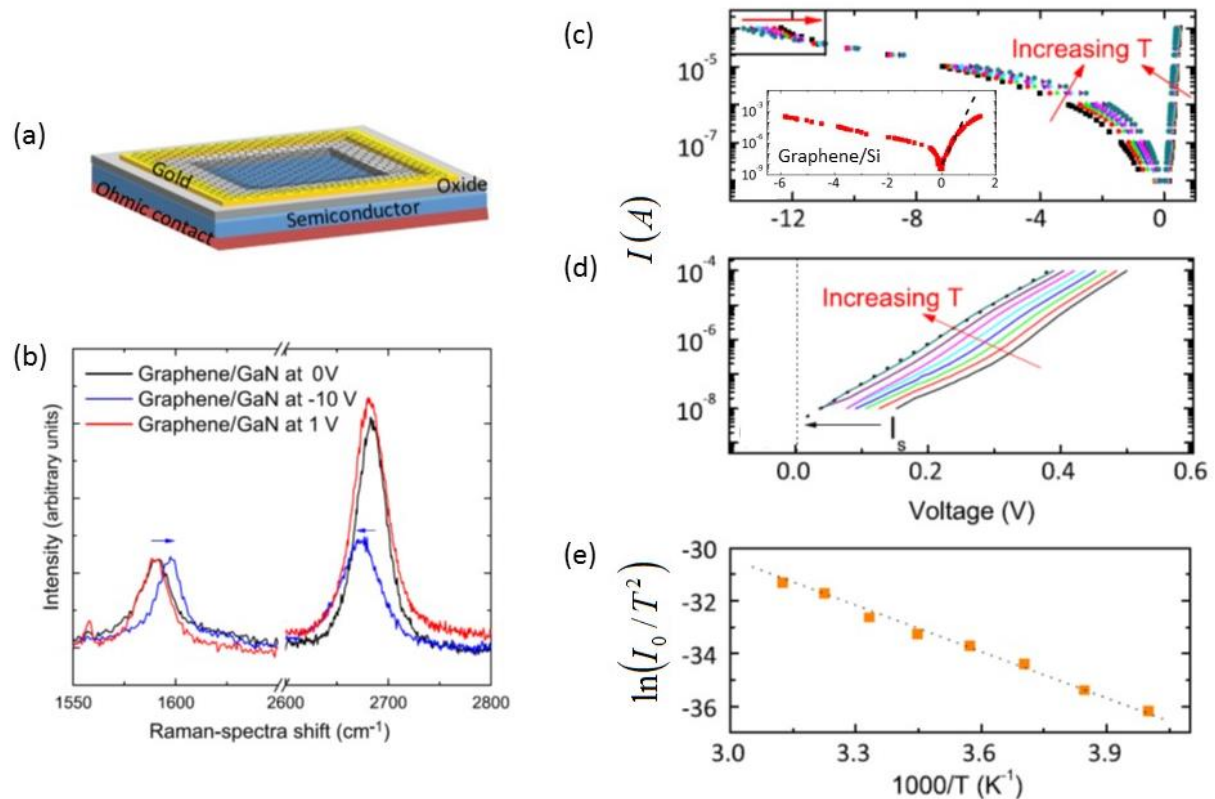 (a)
Gold
Oxide
Ohmic contact
Semiconductor
(b)
Graphene/GaN at 0V
Graphene/GaN at -10 V
Graphene/GaN at 1 V
Intensity (arbitrary units)
1550 1600 2600 2700 2800
Raman-spectra shift (cm⁻¹)
(c)
Increasing T
10⁻⁵
10⁻⁷
10⁻³
10⁻⁶
10⁻⁹
Graphene/Si
-6 -4 -2 0 2
-12 -8 -4 0
I(A)
(d)
10⁻⁴
10⁻⁶
10⁻⁸
Increasing T
Iₛ
0.0 0.2 0.4 0.6
Voltage (V)
(e)
ln(I₀/T²)
-30
-32
-34
-36
3.0 3.3 3.6 3.9
1000/T (K⁻¹)